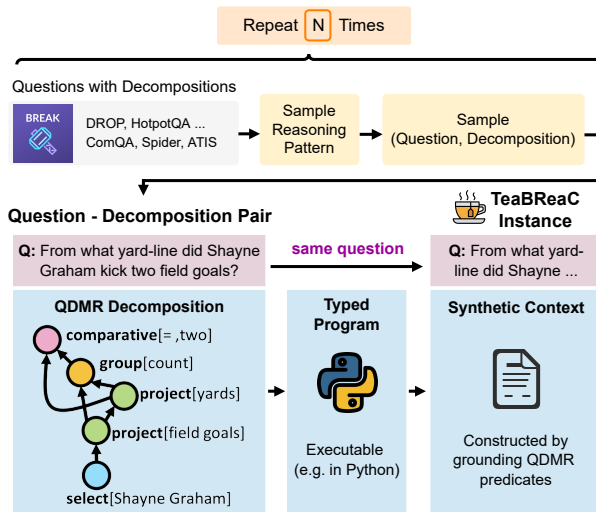 Repeat N Times
Questions with Decompositions
BREAK
DROP, HotpotQA ...
ComQA, Spider, ATIS
Sample
Reasoning
Pattern
Sample
(Question, Decomposition)
Question - Decomposition Pair
TeaBReaC
Instance
Q: From what yard-line did Shayne
Graham kick two field goals?
same question
Q: From what yard-
line did Shayne ...
QDMR Decomposition
comparative[= ,two]
group[count]
project[yards]
project[field goals]
select[Shayne Graham]
Typed
Program
Executable
(e.g. in Python)
Synthetic Context
Constructed by
grounding QDMR
predicates